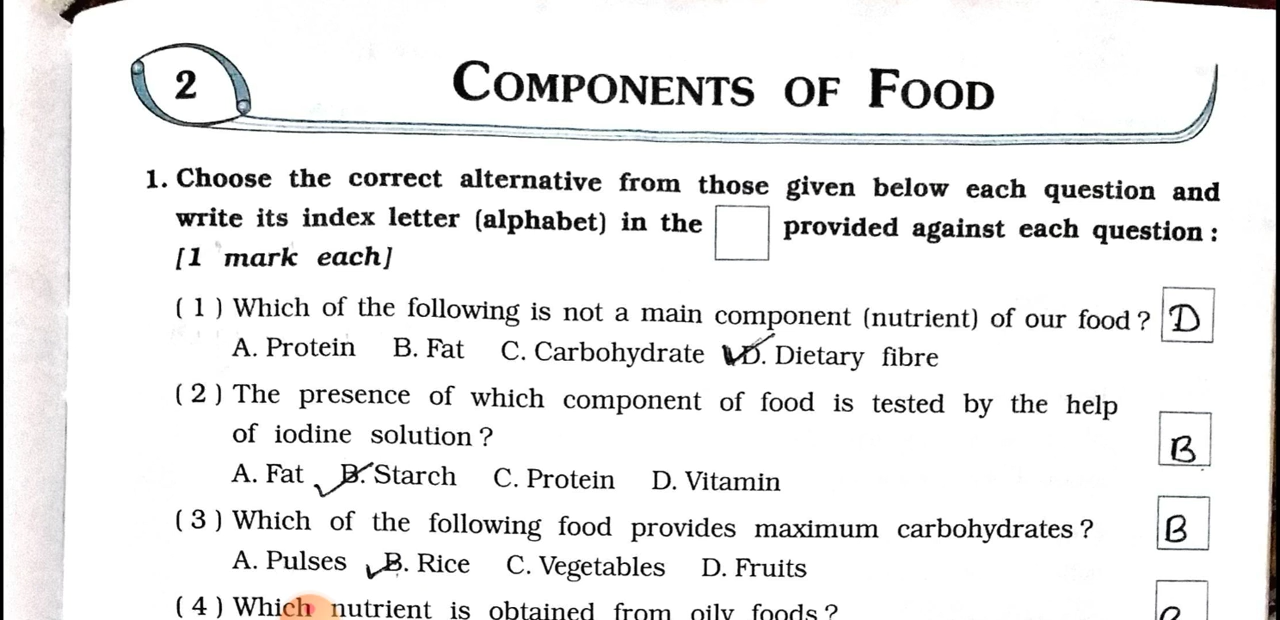 2
COMPONENTS OF FOOD
1. Choose the correct alternative from those given below each question and
write its index letter (alphabet) in the provided against each question :
[1 mark each]
( 1 ) Which of the following is not a main component (nutrient) of our food ? D
A. Protein B. Fat C. Carbohydrate D. Dietary fibre
( 2 ) The presence of which component of food is tested by the help
of iodine solution ?
B
A. Fat B. Starch C. Protein D. Vitamin
( 3 ) Which of the following food provides maximum carbohydrates ? B
A. Pulses B. Rice C. Vegetables D. Fruits
( 4 ) Which nutrient is obtained from oily foods ?